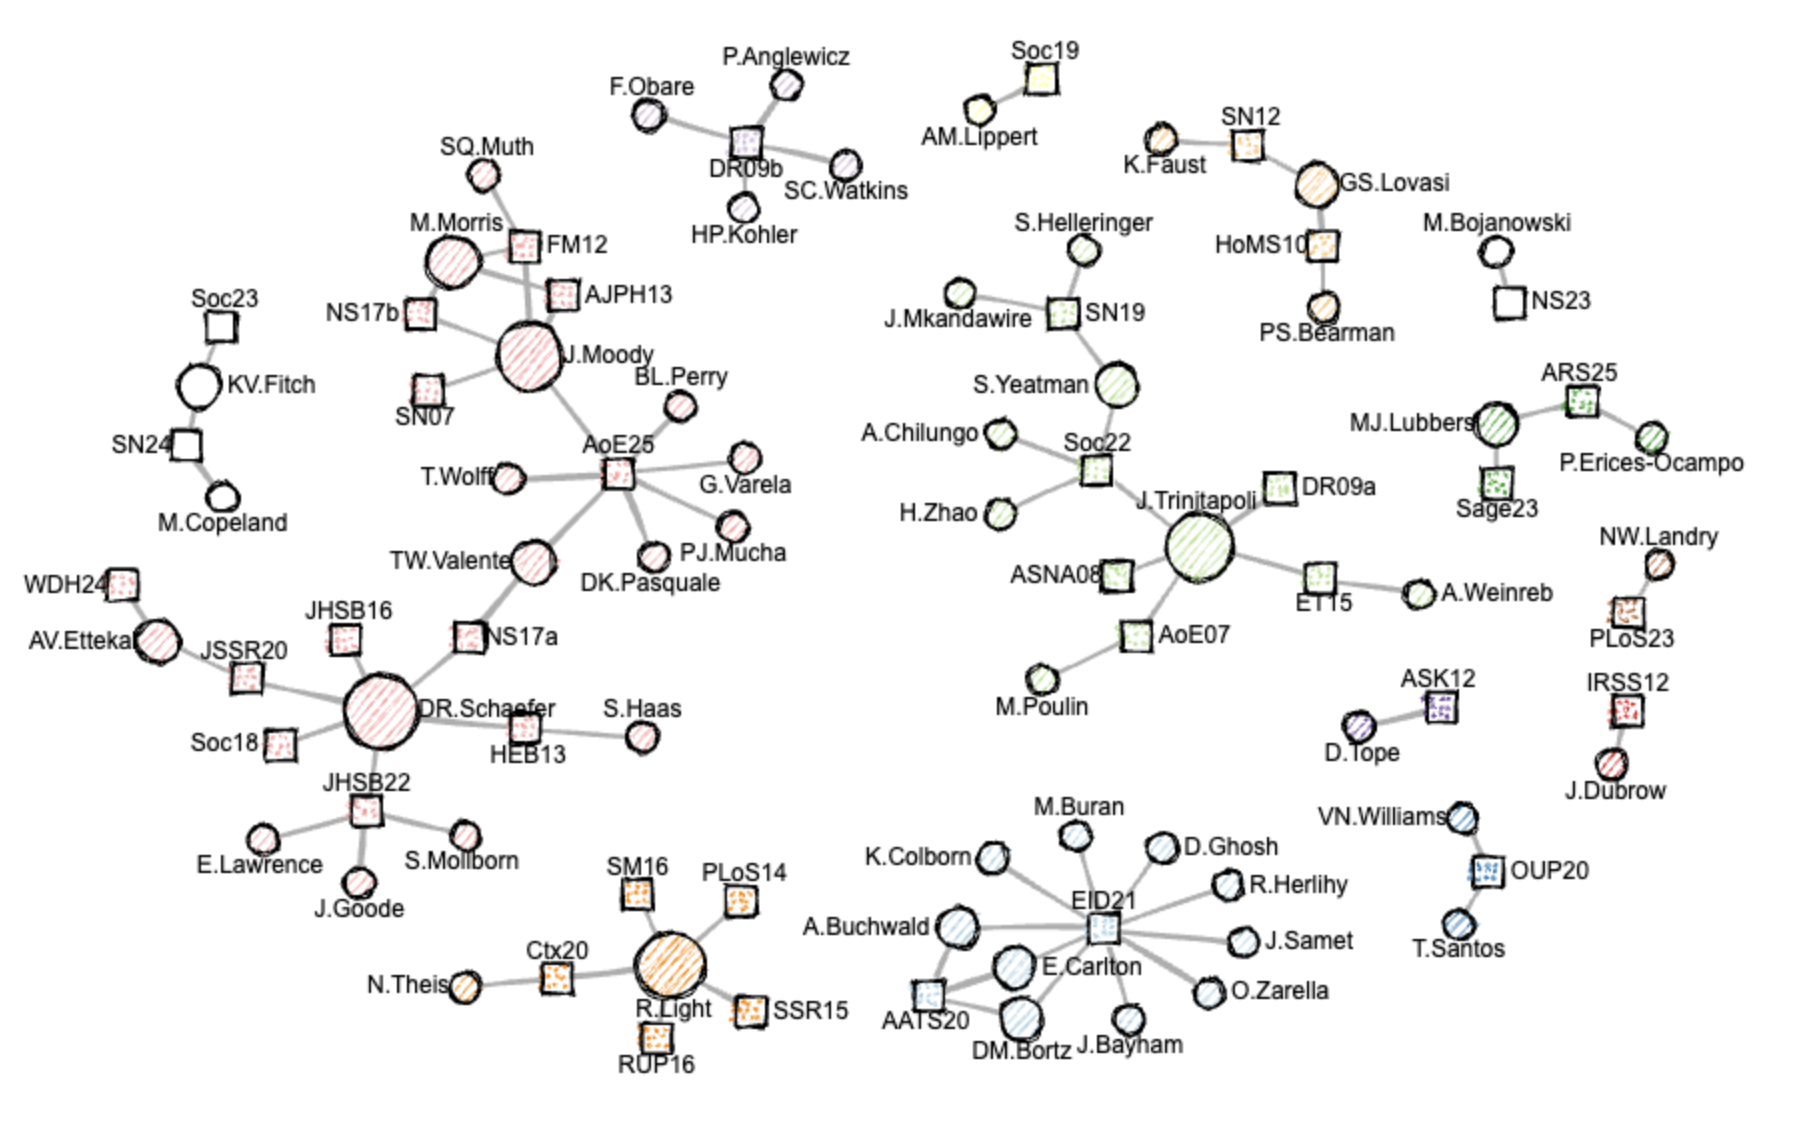 Soc19
P.Anglewicz
F.Obare
AM.Lippert
SN12
SQ.Muth
DR09b
SC.Watkins
K.Faust
GS.Lovasi
M.Morris
FM12
HP.Kohler
S.Helleringer
HoMS10
M.Bojanowski
Soc23
NS17b
AJPH13
J.Mkandawire
SN19
PS.Bearman
NS23
KV.Fitch
J.Moody
BL.Perry
S.Yeatman
ARS25
SN07
MJ.Lubbers
SN24
AoE25
A.Chilungo
Soc22
P.Erices-Ocampo
T.Wolff
G.Varela
J.Trinitapoli
DR09a
Sage23
M.Copeland
H.Zhao
NW.Landry
TW.Valente
DK.Pasquale
PJ.Mucha
ASNA08
ET15
A.Weinreb
WDH24
JHSB16
AV.Etteka
JSSR20
NS17a
AoE07
PLoS23
M.Poulin
ASK12
IRSS12
DR.Schaefer
S.Haas
Soc18
HEB13
D.Tope
JHSB22
J.Dubrow
M.Buran
VN.Williams
E.Lawrence
S.Mollborn
K.Colborn
D.Ghosh
J.Goode
SM16
PLoS14
EID21
R.Herlihy
OUP20
A.Buchwald
J.Samet
T.Santos
Ctx20
N.Theis
E.Carlton
O.Zarella
R.Light
SSR15
AATS20
DM.Bortz
J.Bayham
RUP16